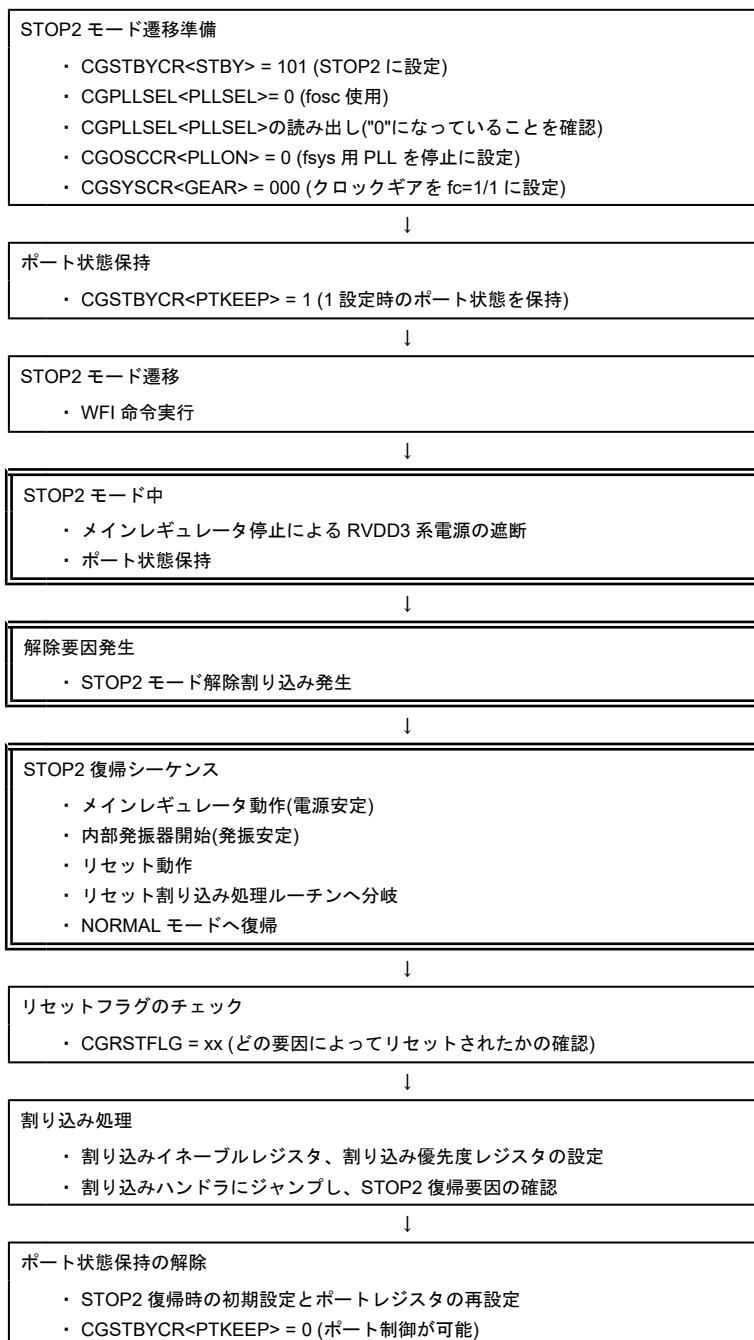 STOP2 モード遷移準備
・ CGSTBYCR<STBY> = 101 (STOP2 に設定)
・ CGPLLSEL<PLLSEL>= 0 (fosc 使用)
・ CGPLLSEL<PLLSEL>の読み出し("0"になっていることを確認)
・ CGOSCCR<PLLON> = 0 (fsys 用 PLL を停止に設定)
・ CGSYSCR<GEAR> = 000 (クロックギアを fc=1/1 に設定)
↓
ポート状態保持
・ CGSTBYCR<PTKEEP> = 1 (1 設定時のポート状態を保持)
↓
STOP2 モード遷移
・ WFI 命令実行
↓
STOP2 モード中
・ メインレギュレータ停止による RVDD3 系電源の遮断
・ ポート状態保持
↓
解除要因発生
・ STOP2 モード解除割り込み発生
↓
STOP2 復帰シーケンス
・ メインレギュレータ動作(電源安定)
・ 内部発振器開始(発振安定)
・ リセット動作
・ リセット割り込み処理ルーチンへ分岐
・ NORMAL モードへ復帰
↓
リセットフラグのチェック
・ CGRSTFLG = xx (どの要因によってリセットされたかの確認)
↓
割り込み処理
・ 割り込みイネーブルレジスタ、割り込み優先度レジスタの設定
・ 割り込みハンドラにジャンプし、STOP2 復帰要因の確認
↓
ポート状態保持の解除
・ STOP2 復帰時の初期設定とポートレジスタの再設定
・ CGSTBYCR<PTKEEP> = 0 (ポート制御が可能)